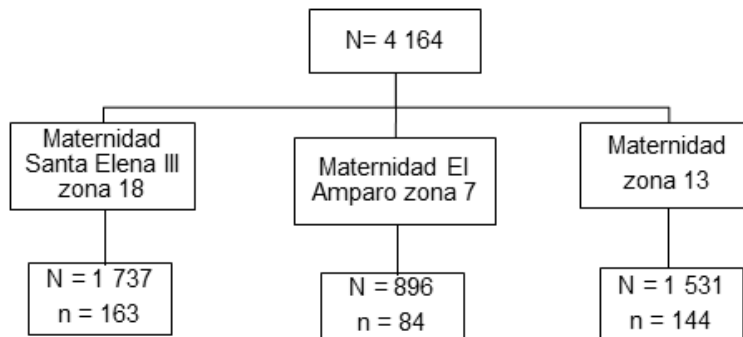 N= 4 164
Maternidad
Santa Elena III
zona 18
Maternidad El
Amparo zona 7
Maternidad
zona 13
N = 1 737
n = 163
N = 896
n = 84
N = 1 531
n = 144